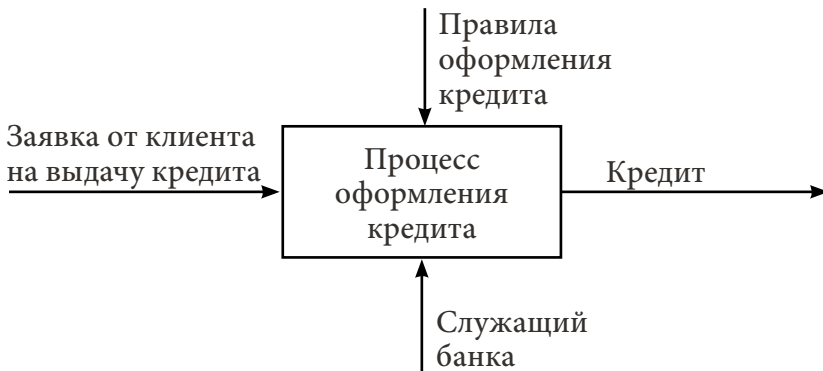 Правила
оформления
кредита
Заявка от клиента
на выдачу кредита
Процесс
оформления
кредита
Кредит
Служащий
банка